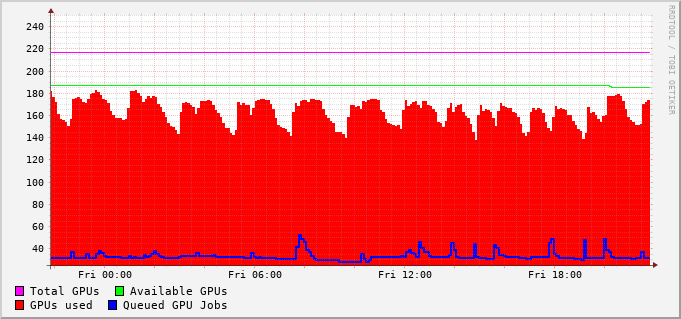 240
220
200
180
160
140
120
100
80
60
40
Fri 00:00 Fri 06:00 Fri 12:00 Fri 18:00
Total GPUs Available GPUs
GPUs used Queued GPU Jobs
RRDTOOL / TOBI OETIKER